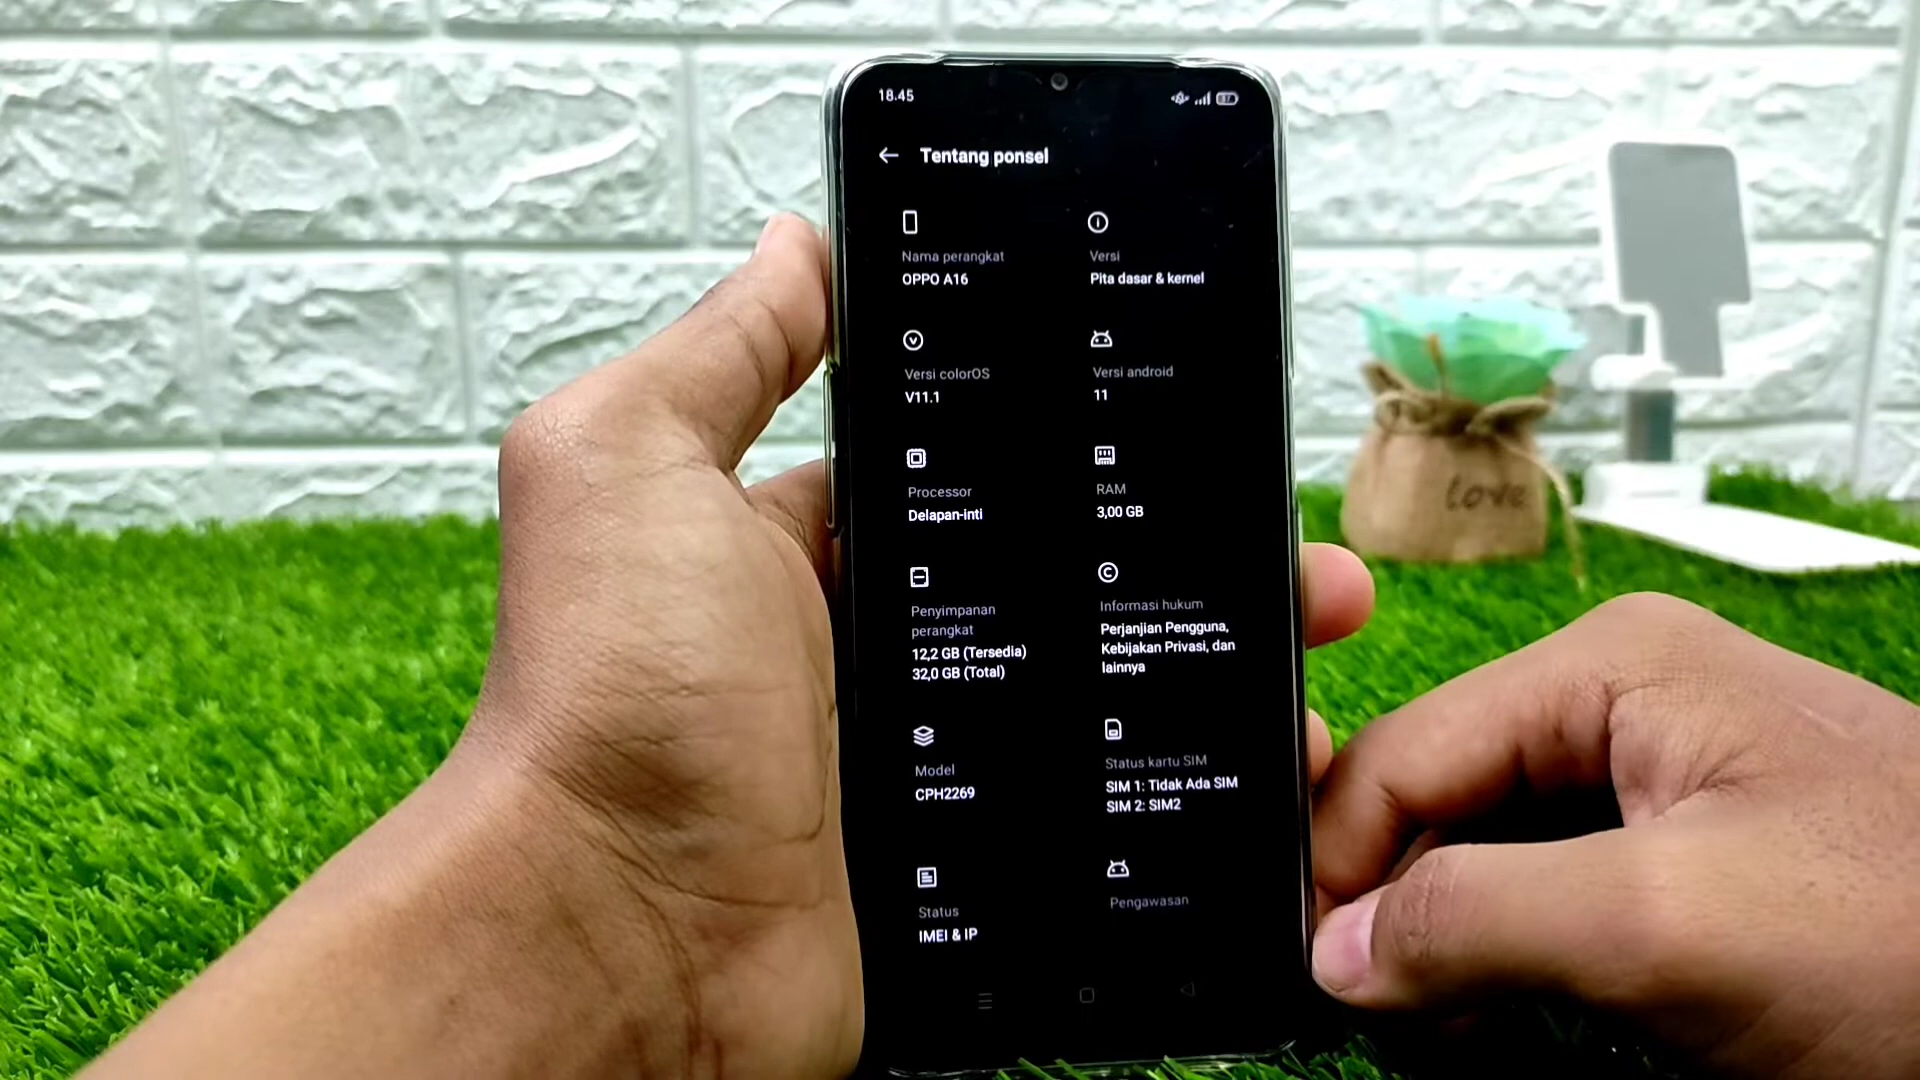 18.45
87
Tentang ponsel
Nama perangkat
OPPO A16
Versi
Pita dasar & kernel
Versi colorOS
V11.1
Versi android
11
Processor
Delapan-inti
RAM
3,00 GB
Penyimpanan
perangkat
12,2 GB (Tersedia)
32,0 GB (Total)
Informasi hukum
Perjanjian Pengguna,
Kebijakan Privasi, dan
lainnya
Model
CPH2269
Status kartu SIM
SIM 1: Tidak Ada SIM
SIM 2: SIM2
Status
IMEI & IP
Pengawasan
love